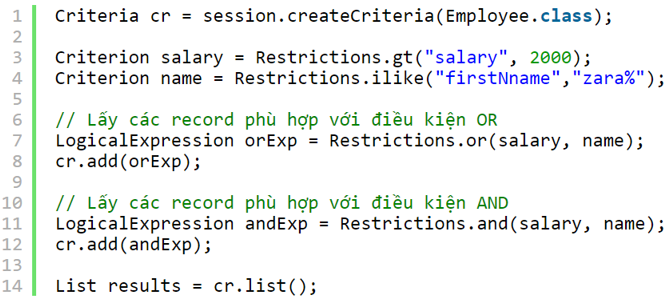 1 Criteria cr = session.createCriteria(Employee.class);
2
3 Criterion salary = Restrictions.gt("salary", 2000);
4 Criterion name = Restrictions.ilike("firstNname","zara%");
5
6 // Lấy các record phù hợp với điều kiện OR
7 LogicalExpression orExp = Restrictions.or(salary, name);
8 cr.add(orExp);
9
10 // Lấy các record phù hợp với điều kiện AND
11 LogicalExpression andExp = Restrictions.and(salary, name);
12 cr.add(andExp);
13
14 List results = cr.list();